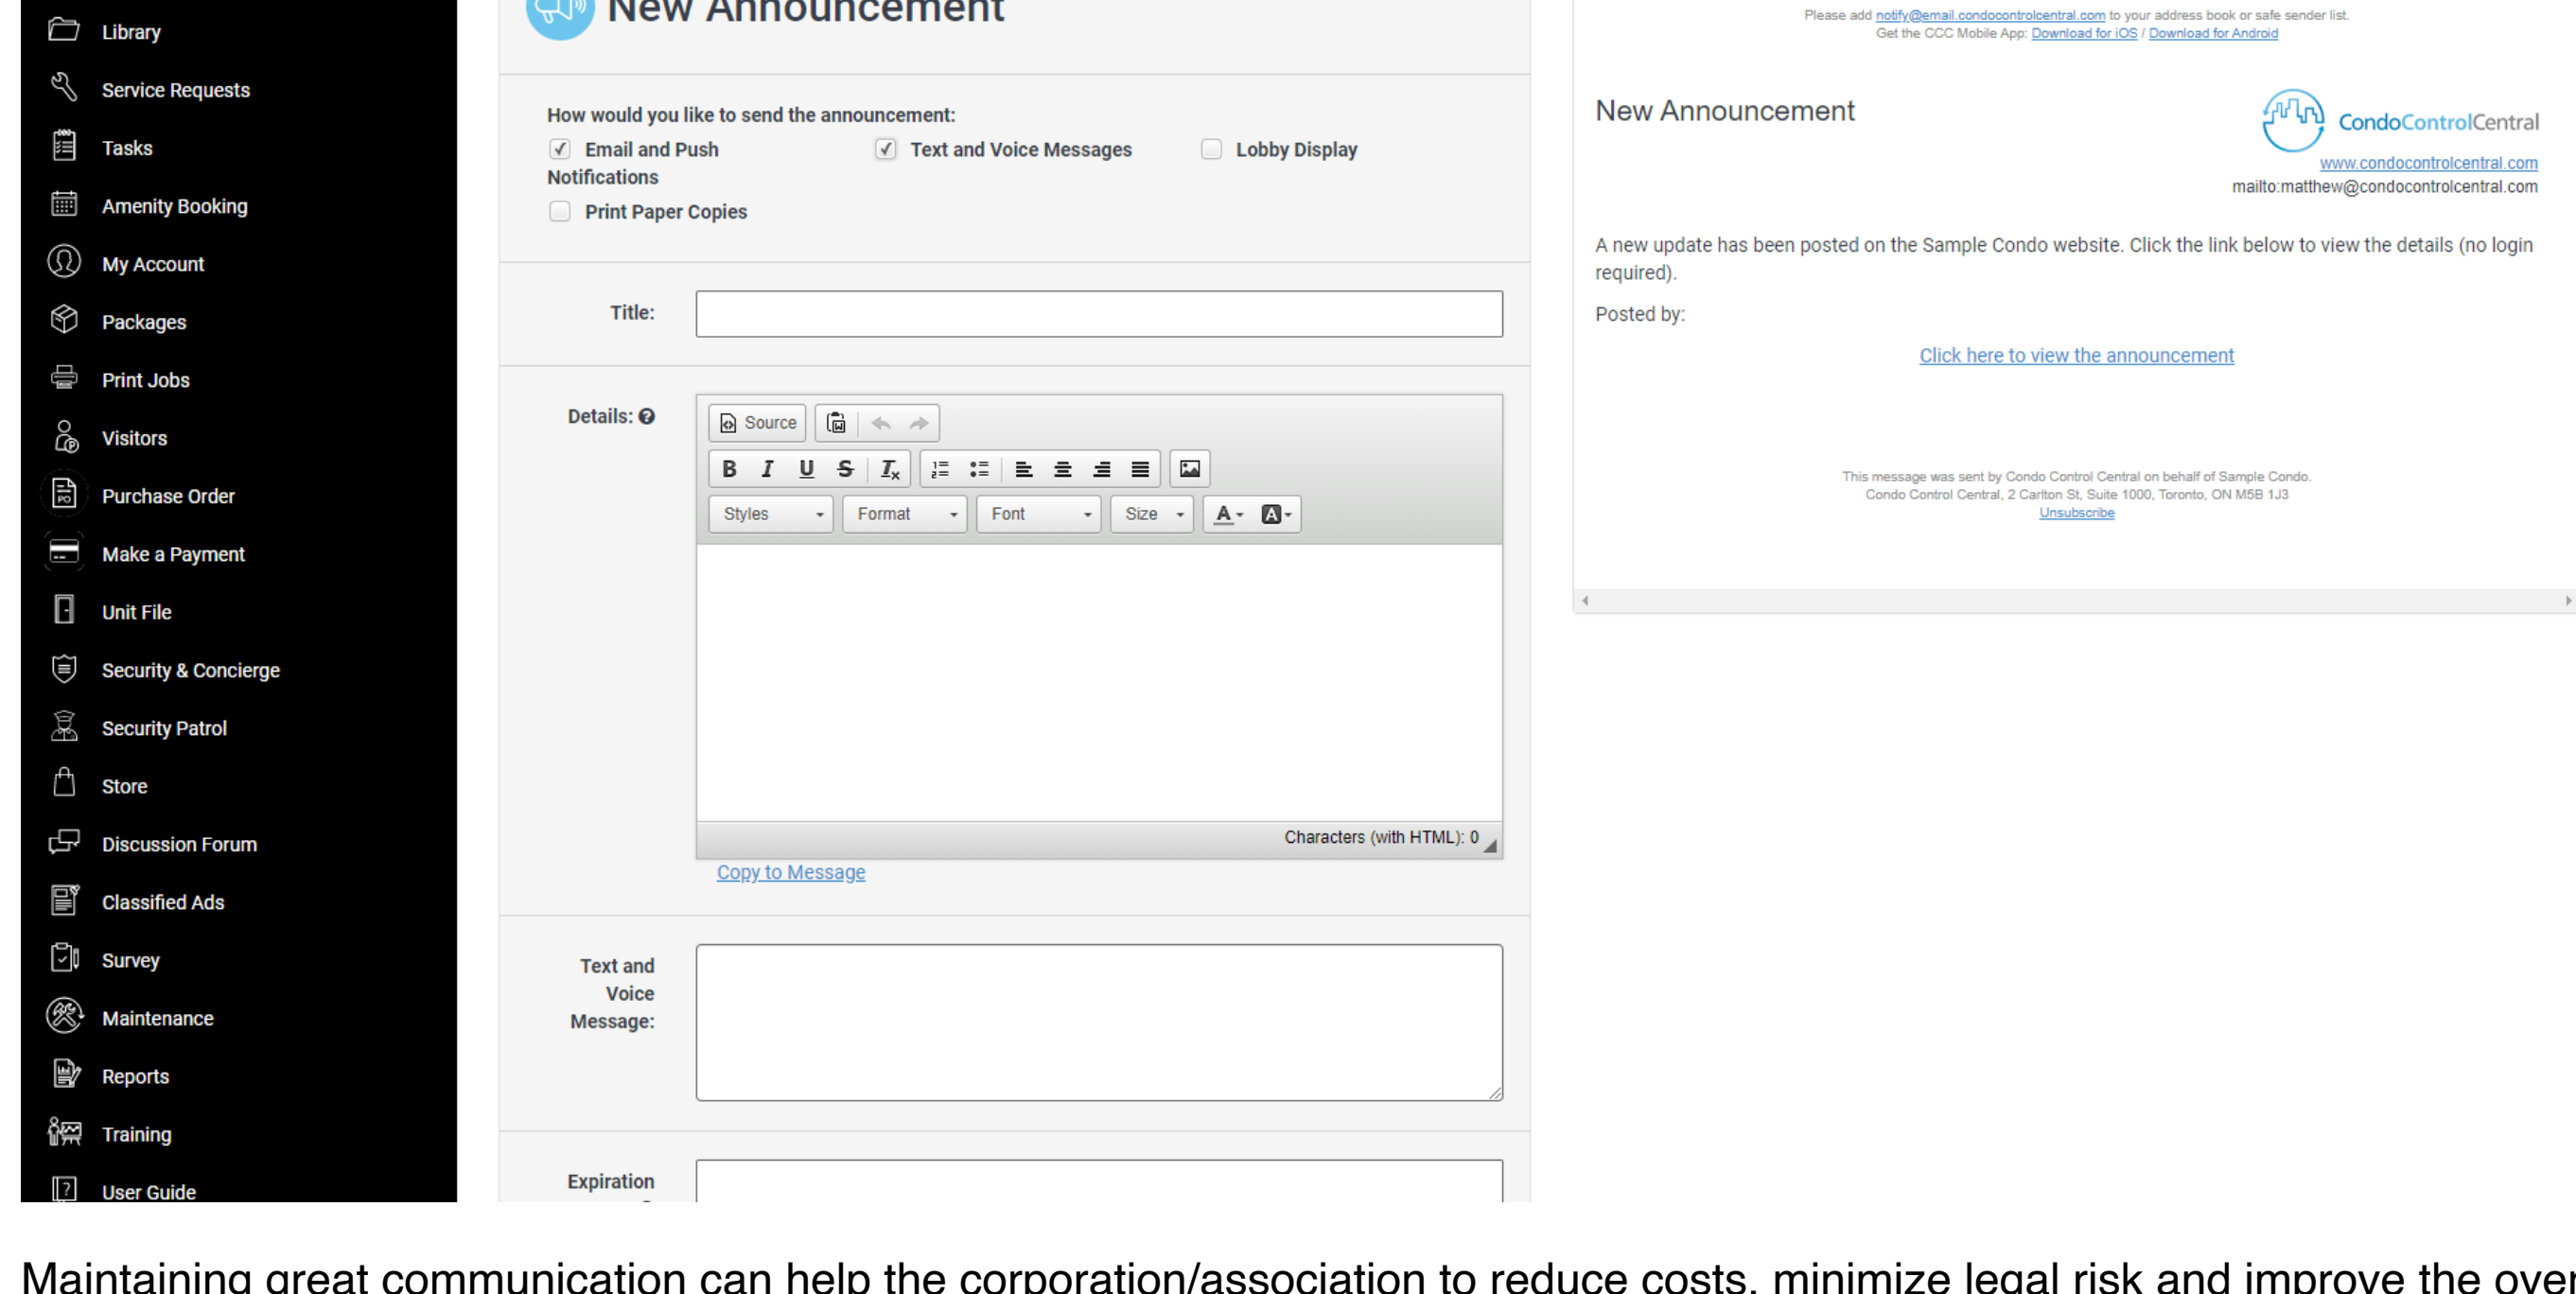 Library
Service Requests
Tasks
Amenity Booking
My Account
Packages
Print Jobs
Visitors
Purchase Order
Make a Payment
Unit File
Security & Concierge
Security Patrol
Store
Discussion Forum
Classified Ads
Survey
Maintenance
Reports
Training
User Guide
New Announcement
How would you like to send the announcement:
Email and Push Notifications
Text and Voice Messages
Lobby Display
Print Paper Copies
Title:
Details:
Source
Styles
Format
Font
Size
Characters (with HTML): 0
Copy to Message
Text and
Voice
Message:
Expiration
Please add notify@email.condocontrolcentral.com to your address book or safe sender list.
Get the CCC Mobile App: Download for iOS / Download for Android
New Announcement
CondoControlCentral
www.condocontrolcentral.com
mailto:matthew@condocontrolcentral.com
A new update has been posted on the Sample Condo website. Click the link below to view the details (no login
required).
Posted by:
Click here to view the announcement
This message was sent by Condo Control Central on behalf of Sample Condo.
Condo Control Central, 2 Carlton St, Suite 1000, Toronto, ON M5B 1J3
Unsubscribe
Maintaining great communication can help the corporation/association to reduce costs, minimize legal risk and improve the over